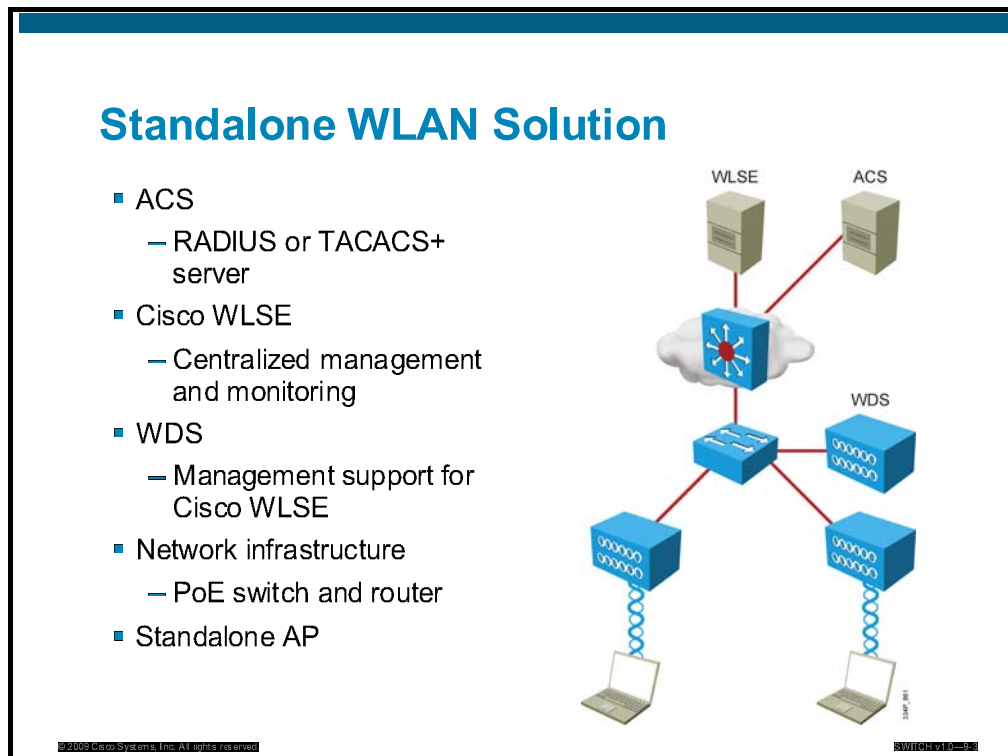 Standalone WLAN Solution
ACS
– RADIUS or TACACS+
server
Cisco WLSE
– Centralized management
and monitoring
WDS
– Management support for
Cisco WLSE
Network infrastructure
– PoE switch and router
Standalone AP
WLSE
ACS
WDS
334P_861
© 2009 Cisco Systems, Inc. All rights reserved.
SWITCH v1.0—9-3